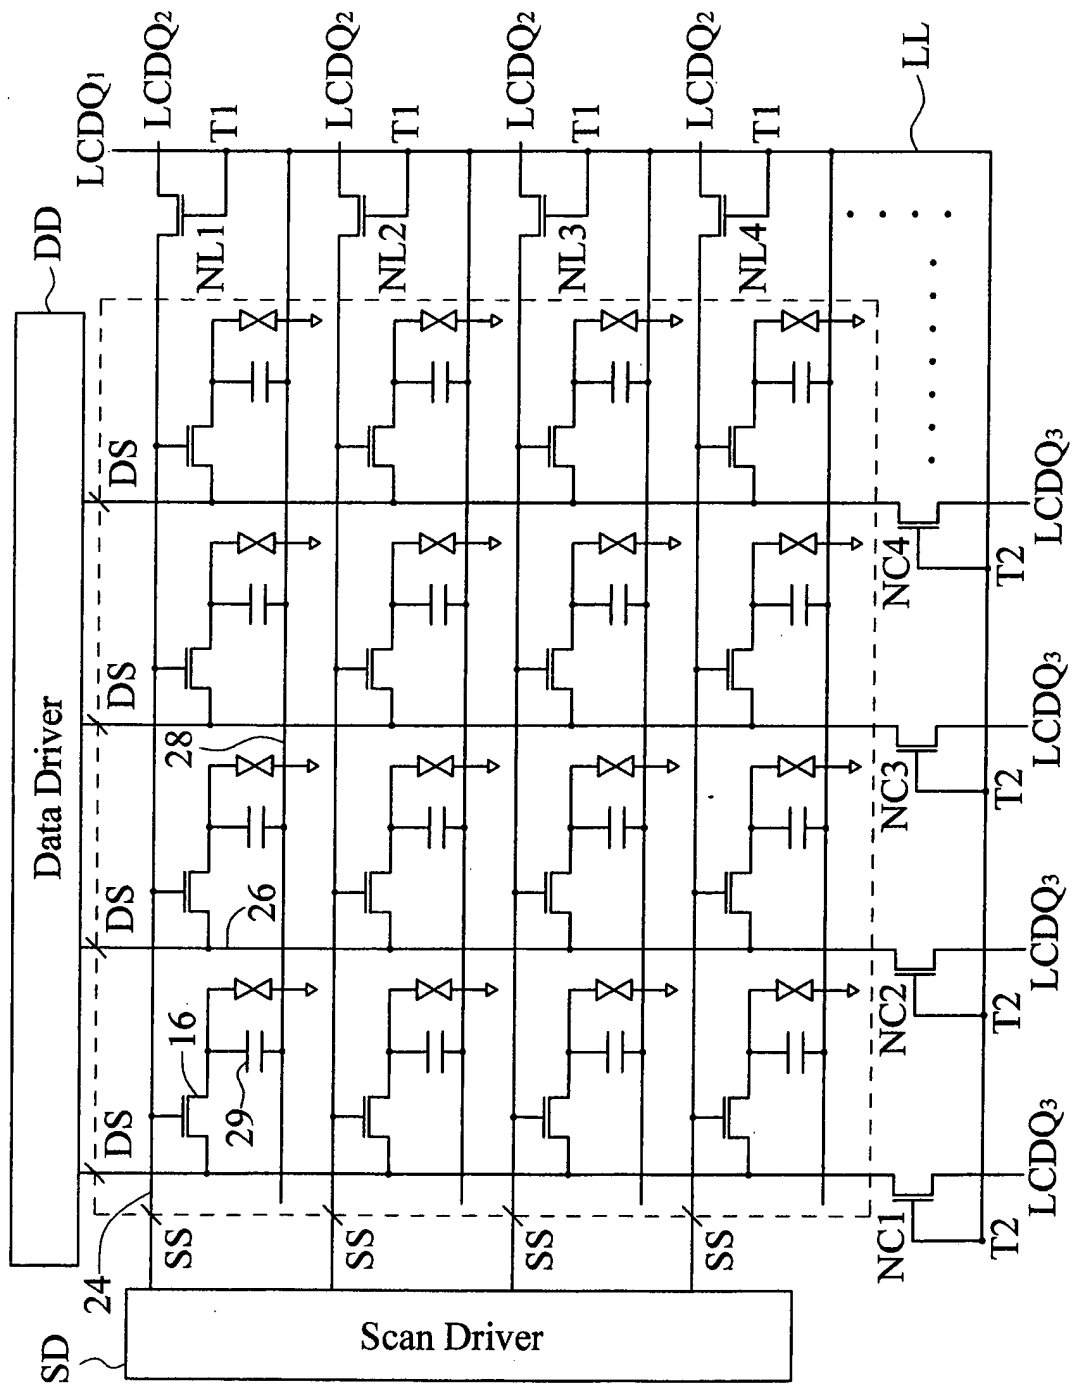 DD
Data Driver
LCDQ1
DS
DS
DS
DS
SD
Scan Driver
24
SS
16
29
26
28
NL1
T1
LCDQ2
SS
NL2
T1
LCDQ2
SS
NL3
T1
LCDQ2
SS
NL4
T1
LCDQ2
NC1
NC2
NC3
NC4
LL
T2
T2
T2
T2
LCDQ3
LCDQ3
LCDQ3
LCDQ3